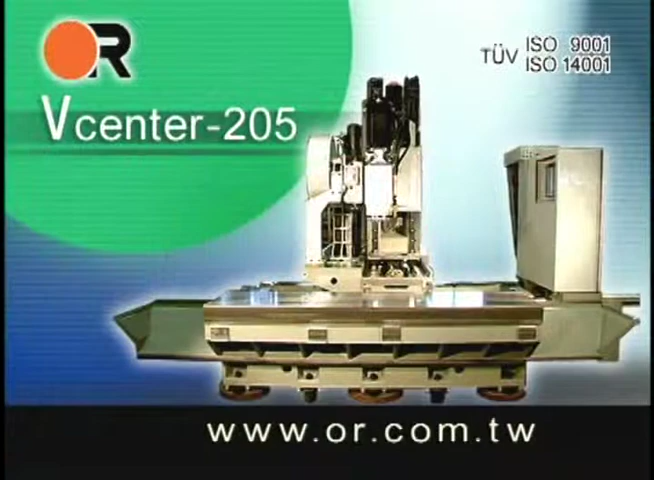 OR
TÜV ISO 9001
ISO 14001
Vcenter-205
www.or.com.tw